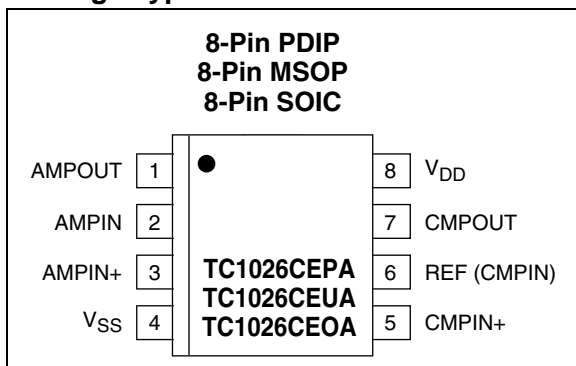 8-Pin PDIP
8-Pin MSOP
8-Pin SOIC
AMPOUT 1
8 VDD
AMPIN 2
7 CMPOUT
AMPIN+ 3
TC1026CEPA
6 REF (CMPIN)
TC1026CEUA
VSS 4
TC1026CEOA
5 CMPIN+